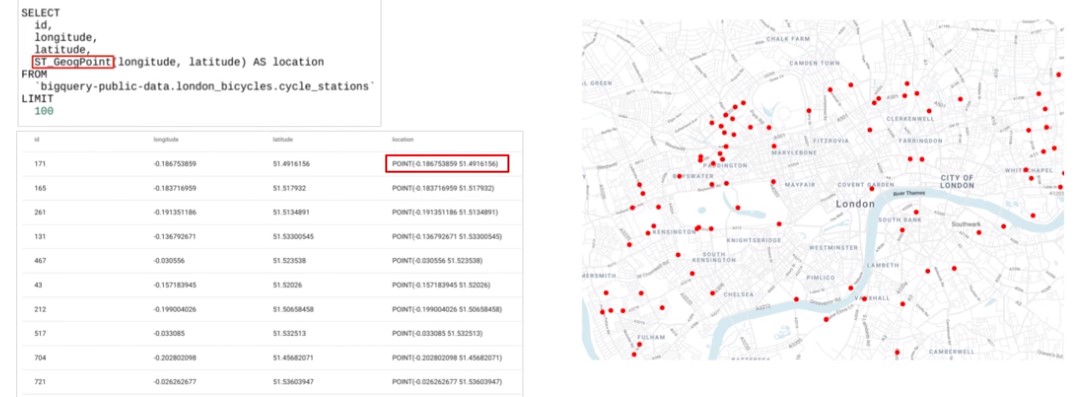 SELECT
id,
longitude,
latitude,
ST_GeogPoint(longitude, latitude) AS location
FROM
`bigquery-public-data.london_bicycles.cycle_stations`
LIMIT
100
id longitude latitude location
171 -0.186753859 51.4916156 POINT(-0.186753859 51.4916156)
165 -0.183716959 51.517932 POINT(-0.183716959 51.517932)
261 -0.191351186 51.5134891 POINT(-0.191351186 51.5134891)
131 -0.136792671 51.53300545 POINT(-0.136792671 51.53300545)
467 -0.030556 51.523538 POINT(-0.030556 51.523538)
43 -0.157183945 51.52026 POINT(-0.157183945 51.52026)
212 -0.199004026 51.50658458 POINT(-0.199004026 51.50658458)
517 -0.033085 51.532513 POINT(-0.033085 51.532513)
704 -0.202802098 51.45682071 POINT(-0.202802098 51.45682071)
721 -0.026262677 51.53603947 POINT(-0.026262677 51.53603947)
CHALK FARM
CAMDEN TOWN
CLERKENWELL
FITZROVIA
FARRINGDON
MARYLEBONE
PADDINGTON
BAYSWATER
WHITECHAPEL
MAYFAIR
COVENT GARDEN
CITY OF
LONDON
River Thames
London
SOUTH BANK
Southwark
KENSINGTON
KNIGHTSBRIDGE
WESTMINSTER
SOUTH
KENSINGTON
LAMBETH
PIMLICO
CHELSEA
VAUXHALL
FULHAM
CAMBERWELL